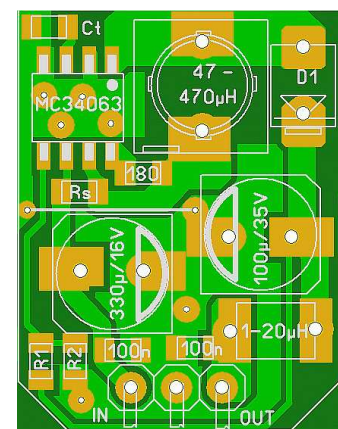 Ct
47 -
470µH
D1
MC34063
180
Rs
330µ/16V
100µ/35V
1-20µH
R1
R2
100n
100n
IN
OUT